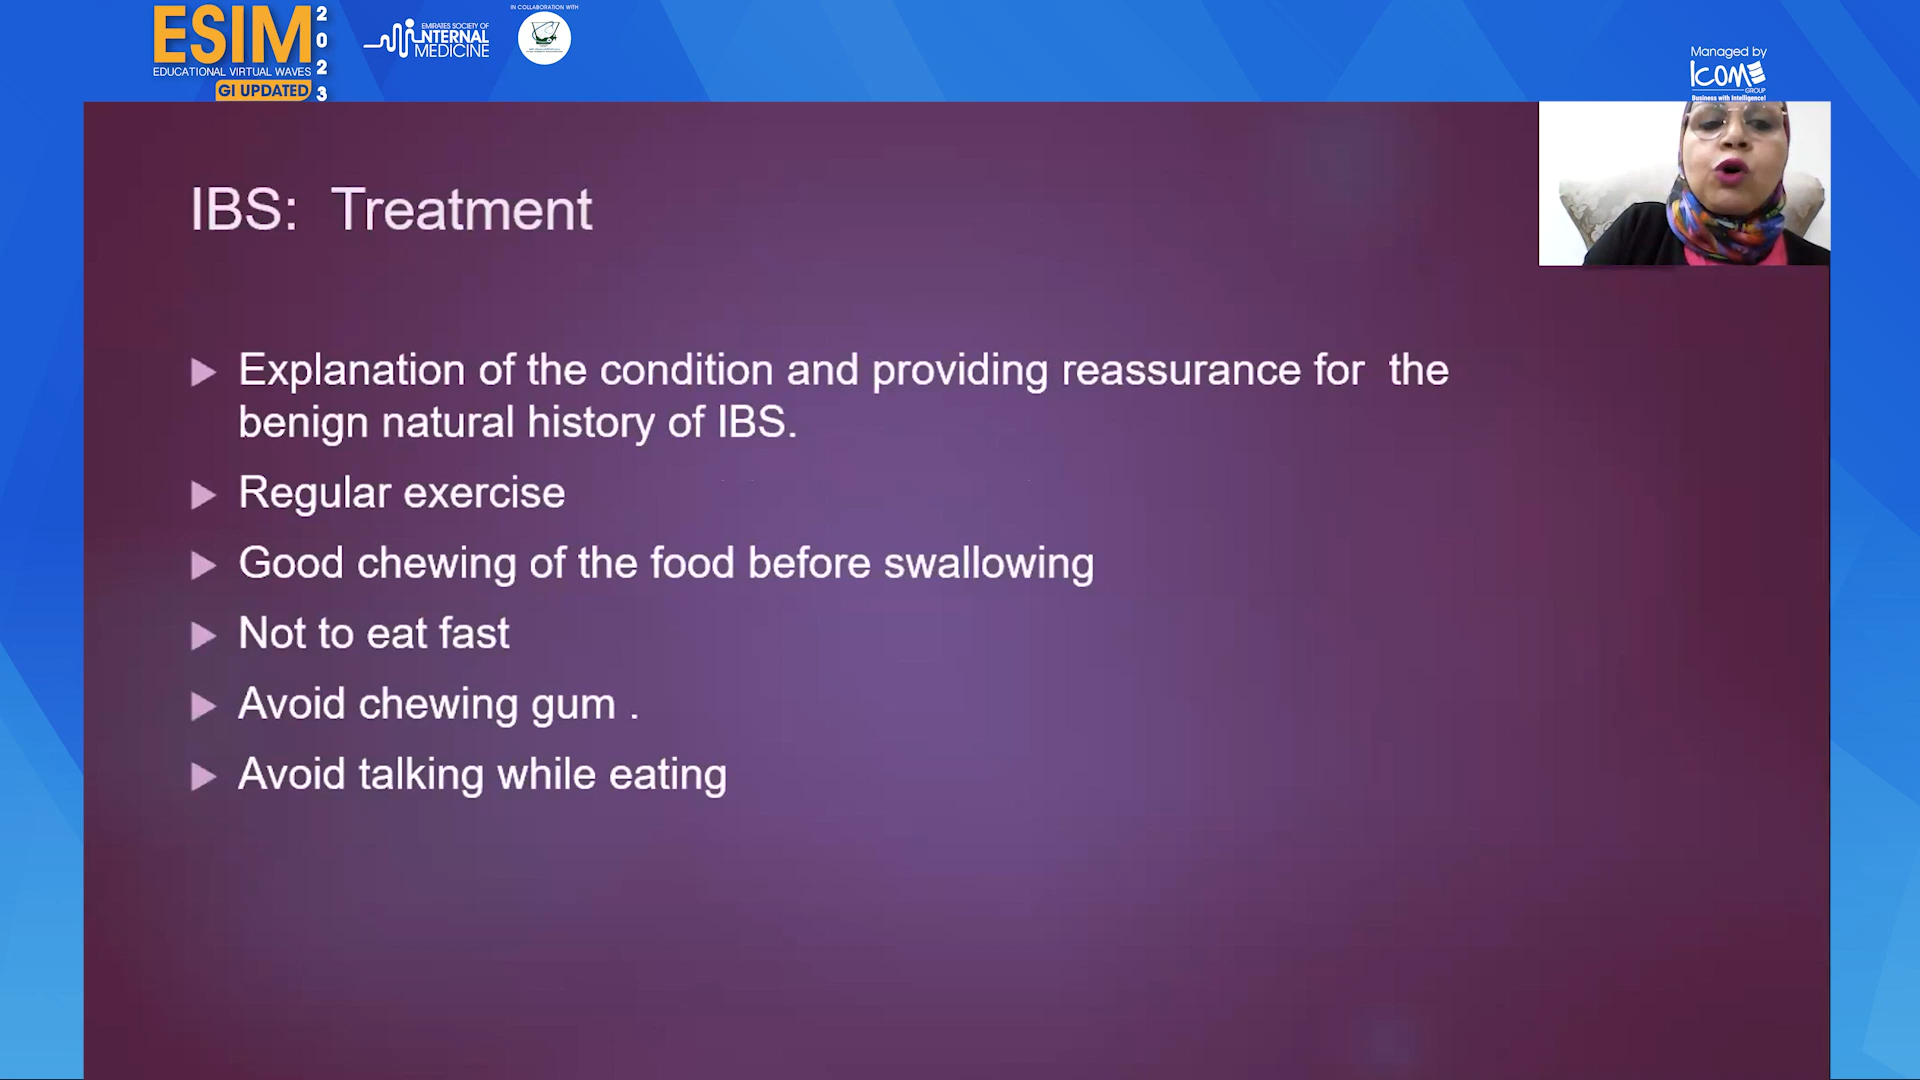 ESIM 2023
EDUCATIONAL VIRTUAL WAVES
GI UPDATED
EMIRATES SOCIETY OF
INTERNAL
MEDICINE
IN COLLABORATION WITH
Managed by
ICOME
GROUP
Business with Intelligence!
IBS: Treatment
Explanation of the condition and providing reassurance for the
benign natural history of IBS.
Regular exercise
Good chewing of the food before swallowing
Not to eat fast
Avoid chewing gum .
Avoid talking while eating